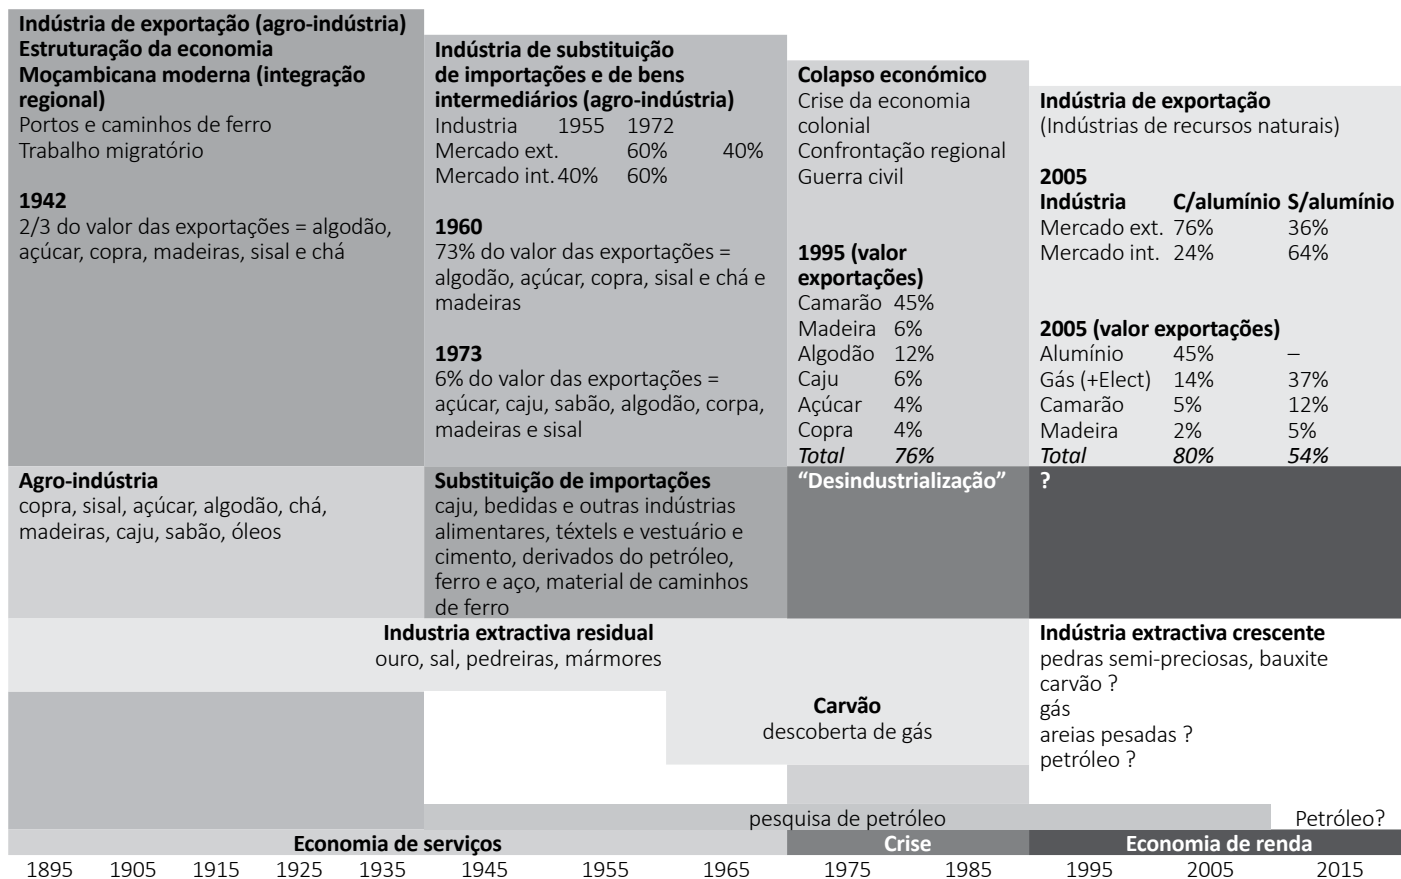 Indústria de exportação (agro-indústria)
Estruturação da economia
Moçambicana moderna (integração
regional)
Portos e caminhos de ferro
Trabalho migratório
1942
2/3 do valor das exportações = algodão,
açúcar, copra, madeiras, sisal e chá
Indústria de substituição
de importações e de bens
intermediários (agro-indústria)
Industria 1955 1972
Mercado ext. 60% 40%
Mercado int. 40% 60%
1960
73% do valor das exportações =
algodão, açúcar, copra, sisal e chá e
madeiras
1973
6% do valor das exportações =
açúcar, caju, sabão, algodão, corpa,
madeiras e sisal
Colapso económico
Crise da economia
colonial
Confrontação regional
Guerra civil
1995 (valor
exportações)
Camarão 45%
Madeira 6%
Algodão 12%
Caju 6%
Açúcar 4%
Copra 4%
Total 76%
Indústria de exportação
(Indústrias de recursos naturais)
2005
Indústria C/alumínio S/alumínio
Mercado ext. 76% 36%
Mercado int. 24% 64%
2005 (valor exportações)
Alumínio 45% –
Gás (+Elect) 14% 37%
Camarão 5% 12%
Madeira 2% 5%
Total 80% 54%
Agro-indústria
copra, sisal, açúcar, algodão, chá,
madeiras, caju, sabão, óleos
Substituição de importações
caju, bedidas e outras indústrias
alimentares, téxtels e vestuário e
cimento, derivados do petróleo,
ferro e aço, material de caminhos
de ferro
“Desindustrialização”
?
Industria extractiva residual
ouro, sal, pedreiras, mármores
Carvão
descoberta de gás
Indústria extractiva crescente
pedras semi-preciosas, bauxite
carvão ?
gás
areias pesadas ?
petróleo ?
pesquisa de petróleo
Petróleo?
Economia de serviços Crise Economia de renda
1895 1905 1915 1925 1935 1945 1955 1965 1975 1985 1995 2005 2015